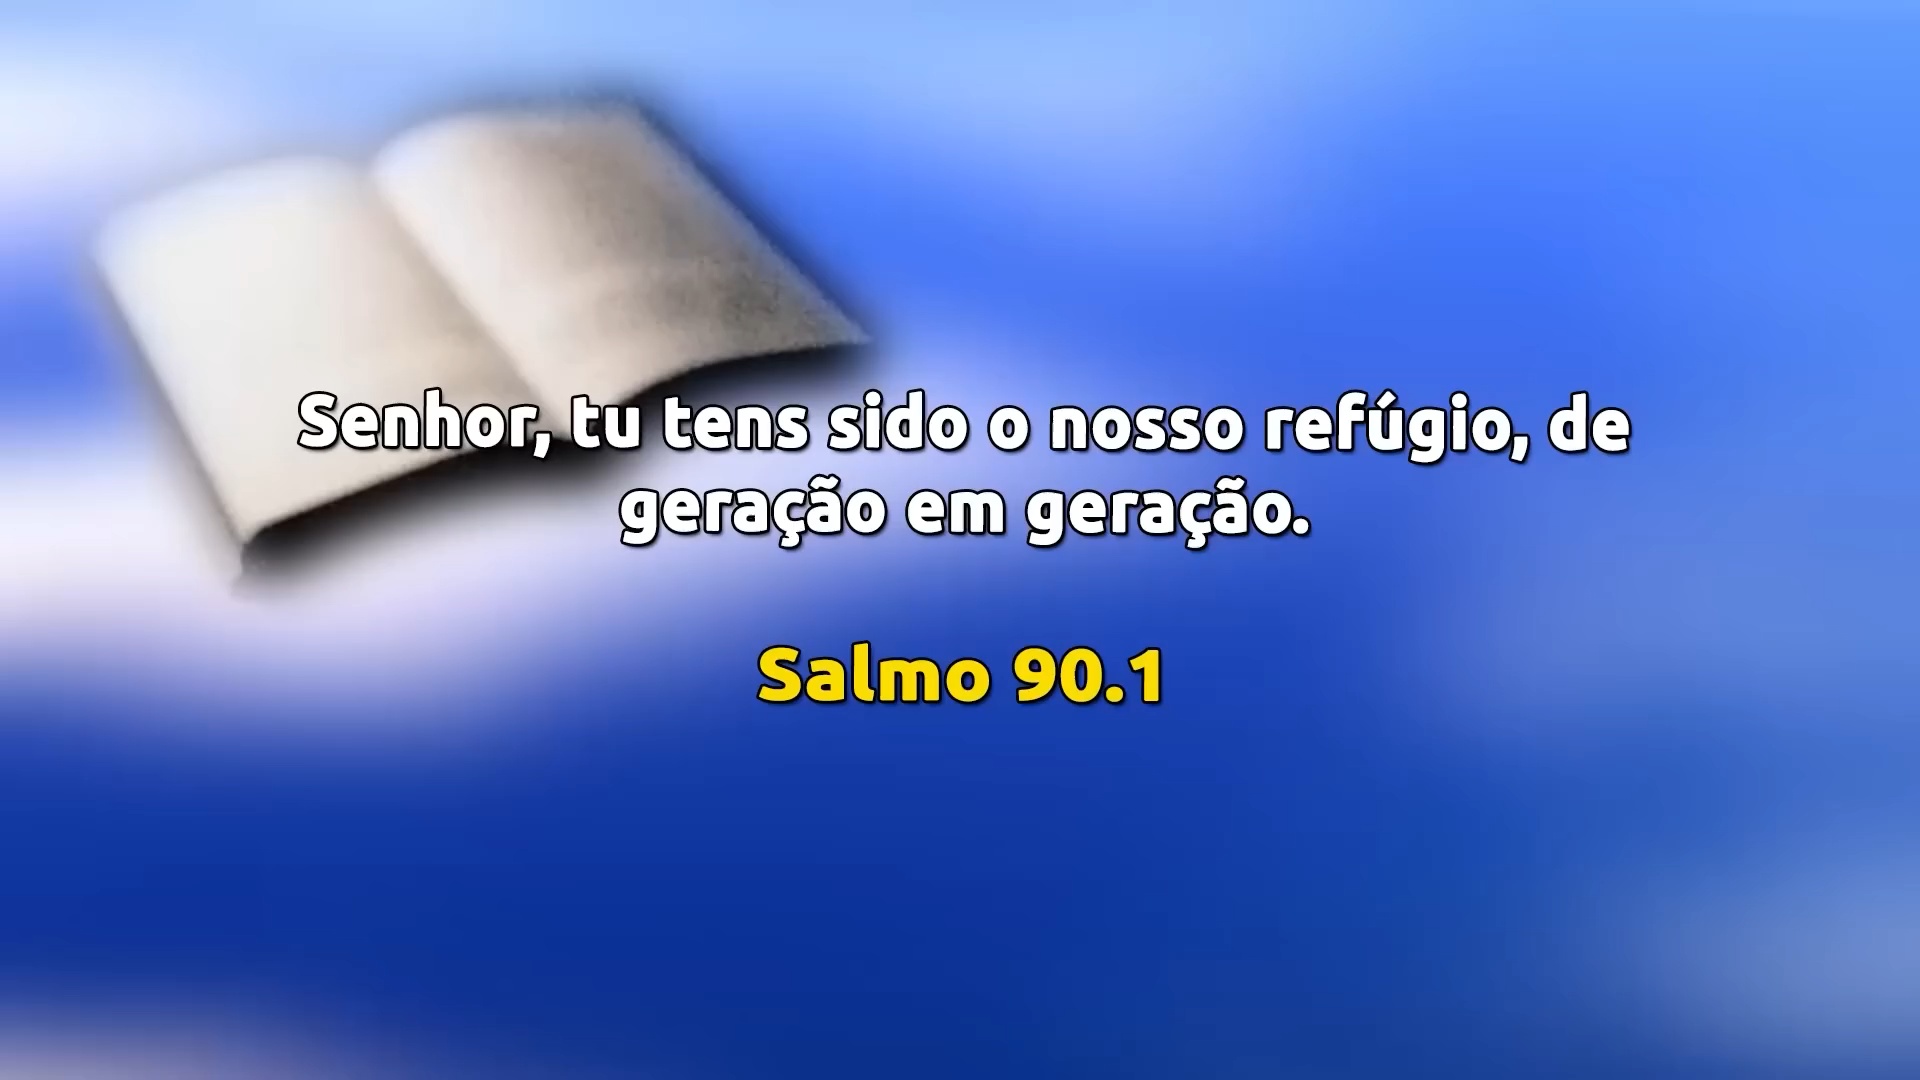 Senhor, tu tens sido o nosso refúgio, de
geração em geração.
Salmo 90.1